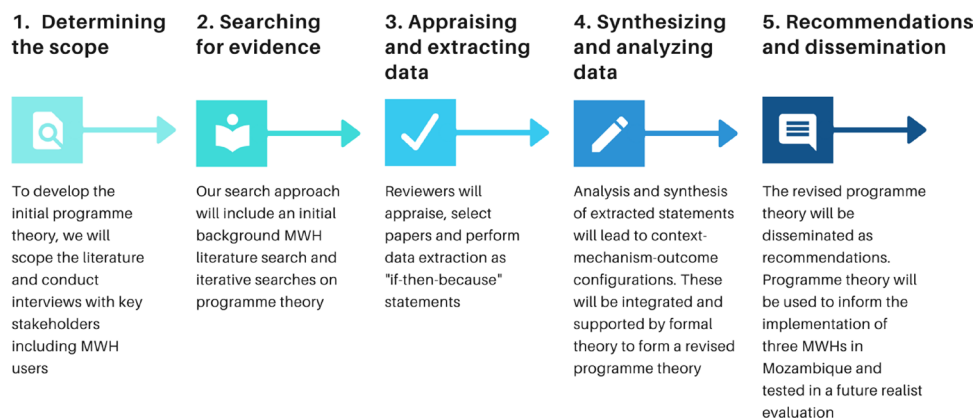 1. Determining
the scope
To develop the
initial programme
theory, we will
scope the literature
and conduct
interviews with key
stakeholders
including MWH
users
2. Searching
for evidence
Our search approach
will include an initial
background MWH
literature search and
iterative searches on
programme theory
3. Appraising
and extracting
data
Reviewers will
appraise, select
papers and perform
data extraction as
"if-then-because"
statements
4. Synthesizing
and analyzing
data
Analysis and synthesis
of extracted statements
will lead to context-
mechanism-outcome
configurations. These
will be integrated and
supported by formal
theory to form a revised
programme theory
5. Recommendations
and dissemination
The revised programme
theory will be
disseminated as
recommendations.
Programme theory will
be used to inform the
implementation of
three MWHs in
Mozambique and
tested in a future realist
evaluation